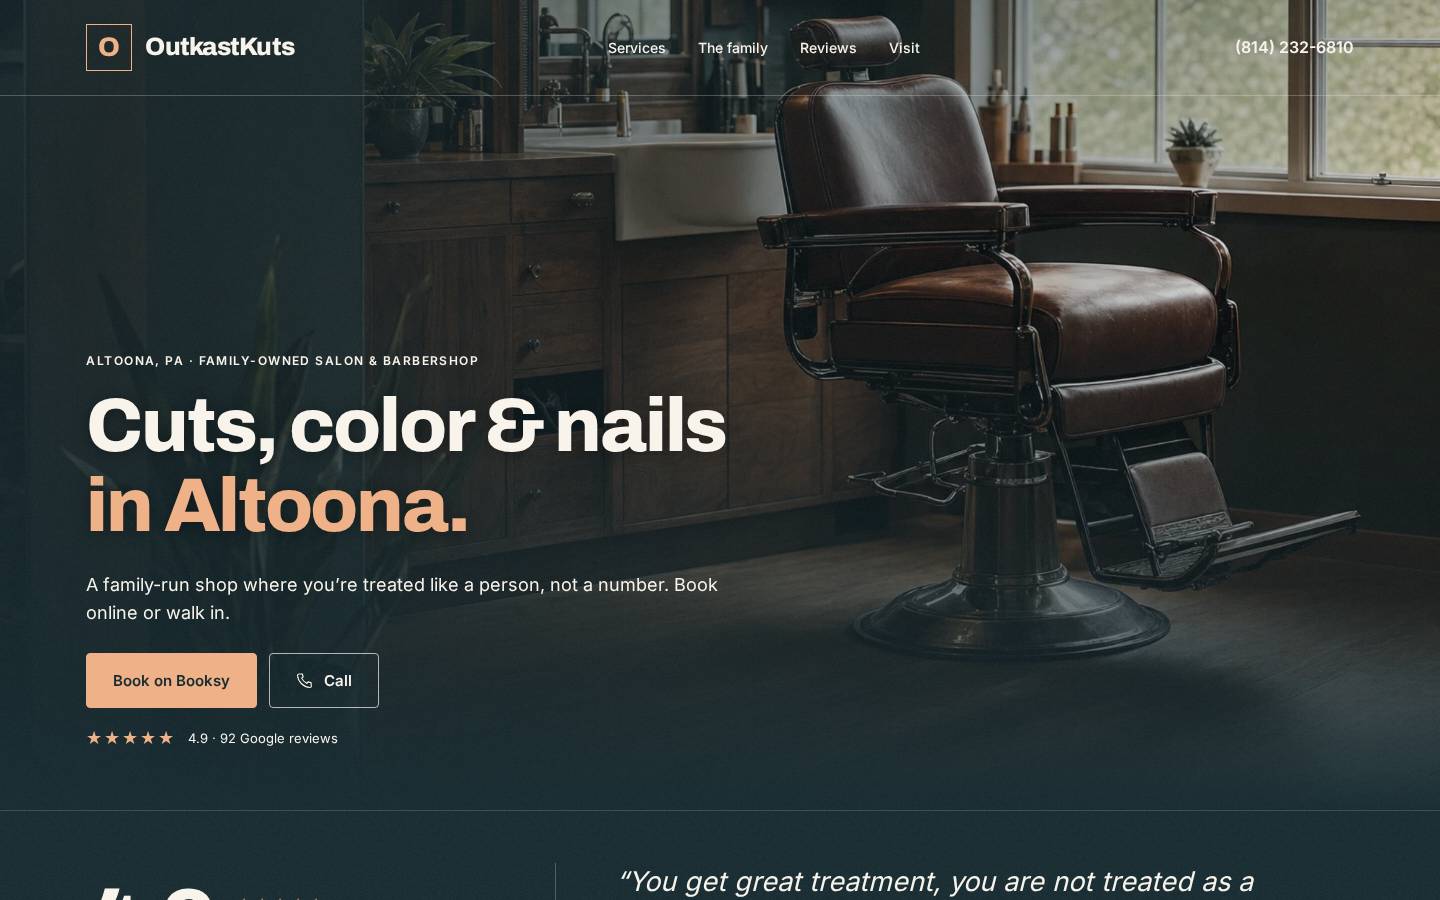 O OutkastKuts
Services The family Reviews Visit
(814) 232-6810
ALTOONA, PA · FAMILY-OWNED SALON & BARBERSHOP
Cuts, color & nails
in Altoona.
A family-run shop where you’re treated like a person, not a number. Book
online or walk in.
Book on Booksy
Call
★★★★★ 4.9 · 92 Google reviews
“You get great treatment, you are not treated as a